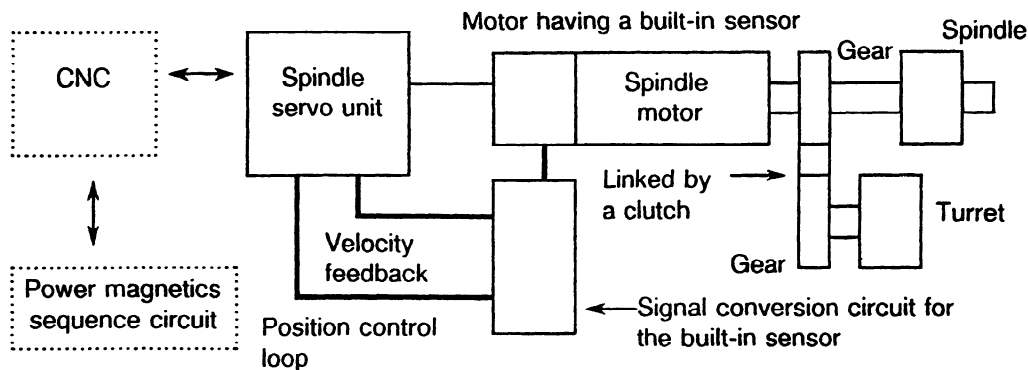 Motor having a built-in sensor
Spindle
Gear
CNC
Spindle
servo unit
Spindle
motor
Linked by
a clutch
Turret
Velocity
feedback
Gear
Power magnetics
sequence circuit
Position control
loop
Signal conversion circuit for
the built-in sensor